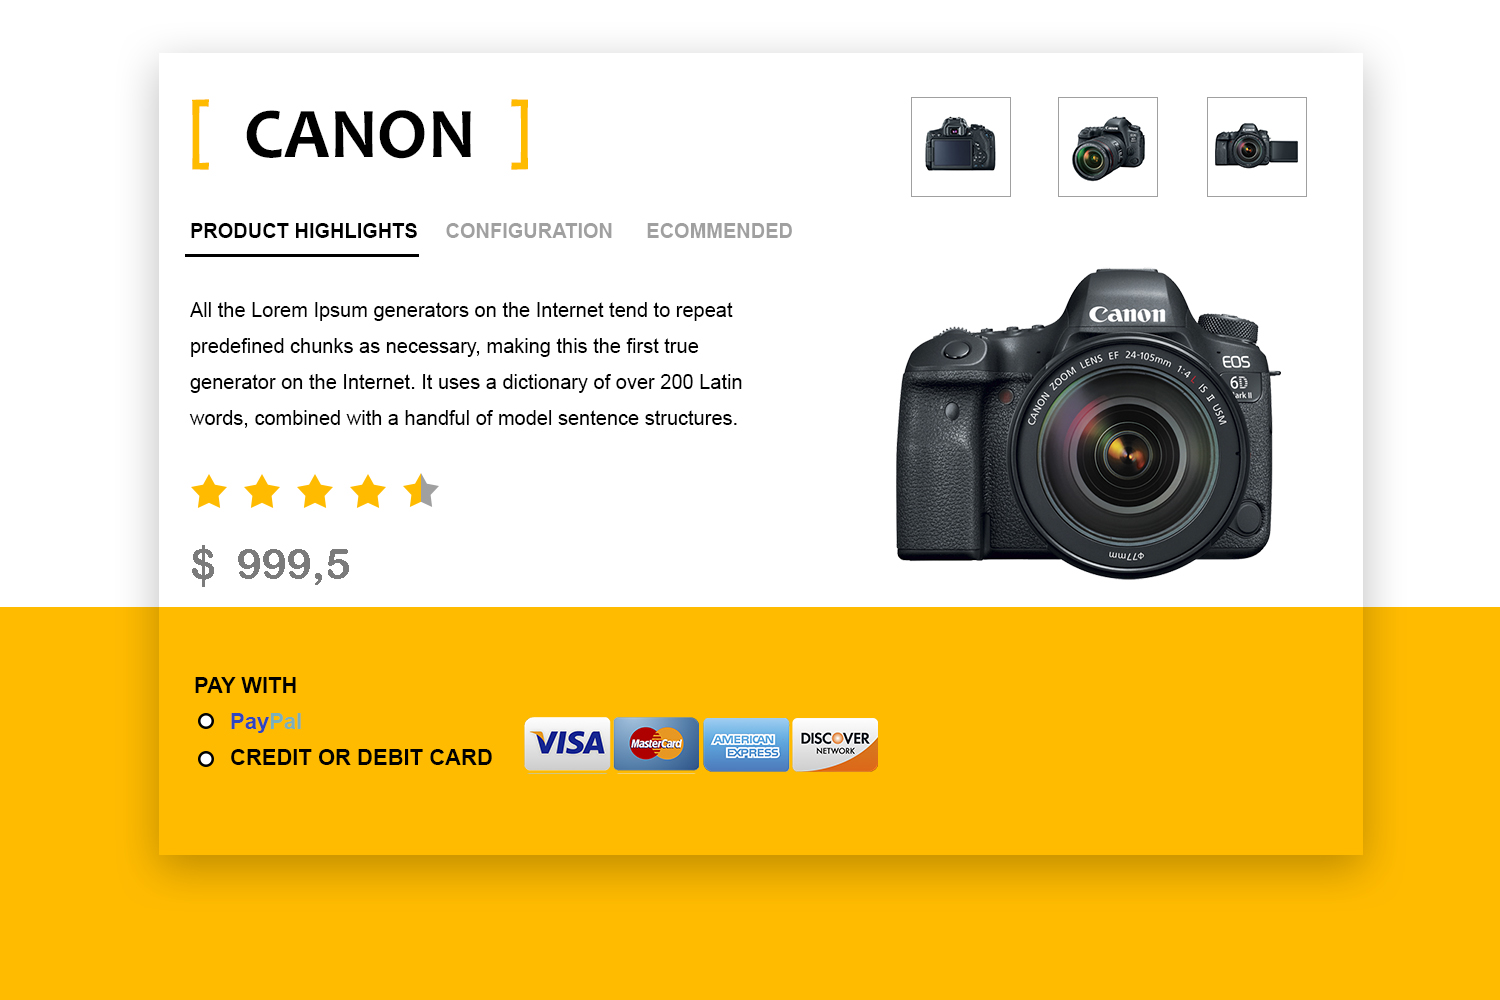 [ CANON ]
PRODUCT HIGHLIGHTS CONFIGURATION ECOMMENDED
All the Lorem Ipsum generators on the Internet tend to repeat
predefined chunks as necessary, making this the first true
generator on the Internet. It uses a dictionary of over 200 Latin
words, combined with a handful of model sentence structures.
$ 999,5
Canon
EOS
6D
ark II
CANON ZOOM LENS EF 24-105mm 1:4 L IS II USM
φ77mm
PAY WITH
PayPal
CREDIT OR DEBIT CARD
VISA
MasterCard
AMERICAN
EXPRESS
DISCOVER
NETWORK